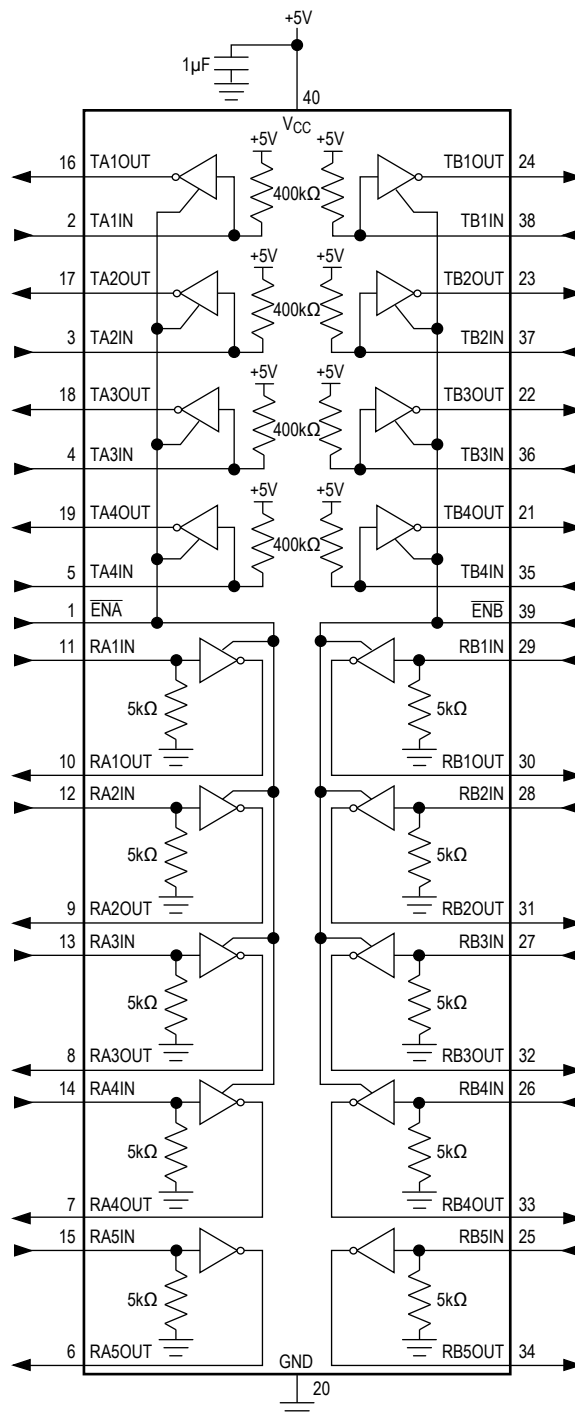 +5V
1µF
40
VCC
16 TA1OUT +5V +5V TB1OUT 24
400kΩ
2 TA1IN TB1IN 38
+5V +5V
17 TA2OUT TB2OUT 23
400kΩ
3 TA2IN TB2IN 37
+5V +5V
18 TA3OUT TB3OUT 22
400kΩ
4 TA3IN TB3IN 36
+5V +5V
19 TA4OUT TB4OUT 21
400kΩ
5 TA4IN TB4IN 35
1 ENA ENB 39
11 RA1IN RB1IN 29
5kΩ 5kΩ
10 RA1OUT RB1OUT 30
12 RA2IN RB2IN 28
5kΩ 5kΩ
9 RA2OUT RB2OUT 31
13 RA3IN RB3IN 27
5kΩ 5kΩ
8 RA3OUT RB3OUT 32
14 RA4IN RB4IN 26
5kΩ 5kΩ
7 RA4OUT RB4OUT 33
15 RA5IN RB5IN 25
5kΩ 5kΩ
6 RA5OUT GND RB5OUT 34
20